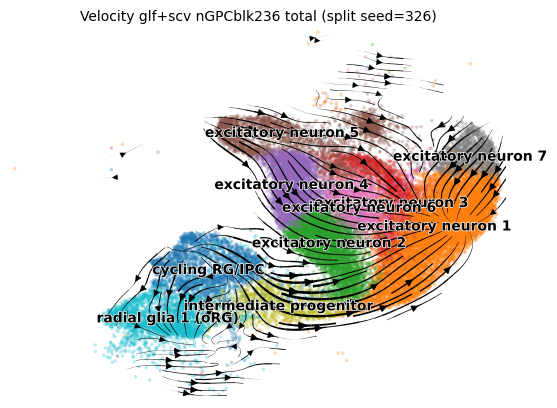 Velocity glf+scv nGPCblk236 total (split seed=326)
excitatory neuron 5
excitatory neuron 7
excitatory neuron 4
excitatory neuron 3
excitatory neuron 6
excitatory neuron 1
excitatory neuron 2
cycling RG/IPC
intermediate progenitor
radial glia 1 (oRG)